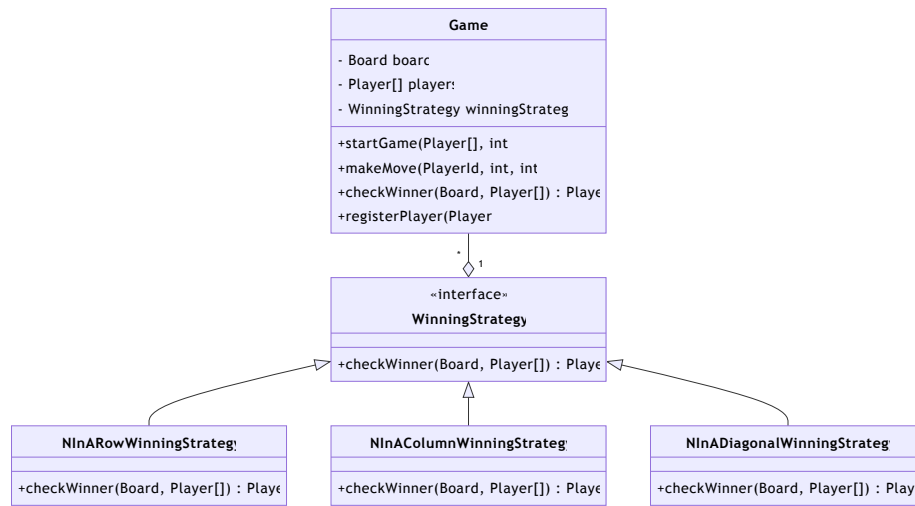 Game
- Board board
- Player[] players
- WinningStrategy winningStrateg
+startGame(Player[], int
+makeMove(PlayerId, int, int
+checkWinner(Board, Player[]) : Playe
+registerPlayer(Player
* 1
«interface»
WinningStrategy
+checkWinner(Board, Player[]) : Playe
NInARowWinningStrategy
+checkWinner(Board, Player[]) : Playe
NInAColumnWinningStrateg
+checkWinner(Board, Player[]) : Playe
NInADiagonalWinningStrateg
+checkWinner(Board, Player[]) : Play